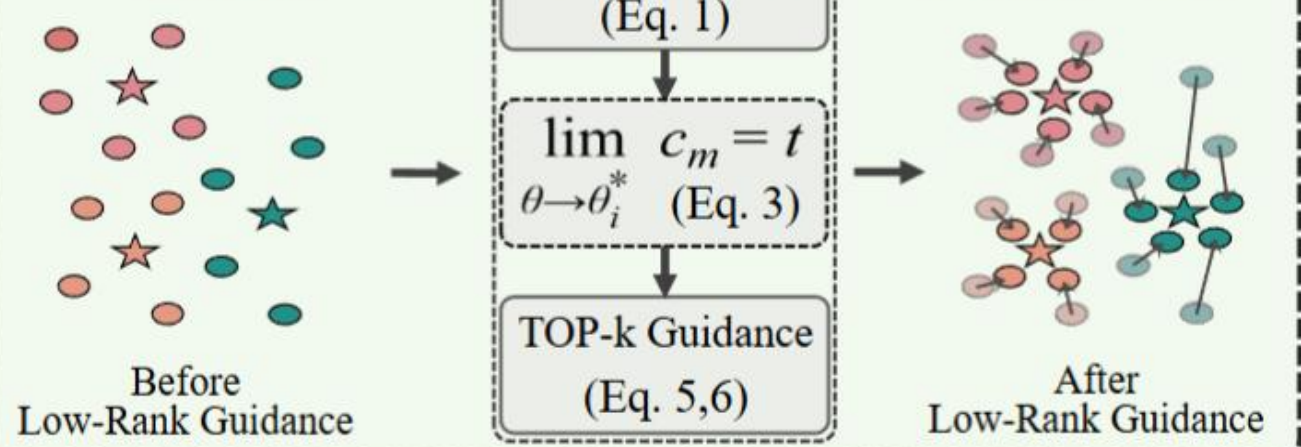 (Eq. 1)
lim c_m = t
θ→θ_i^* (Eq. 3)
TOP-k Guidance
(Eq. 5,6)
Before
Low-Rank Guidance
After
Low-Rank Guidance